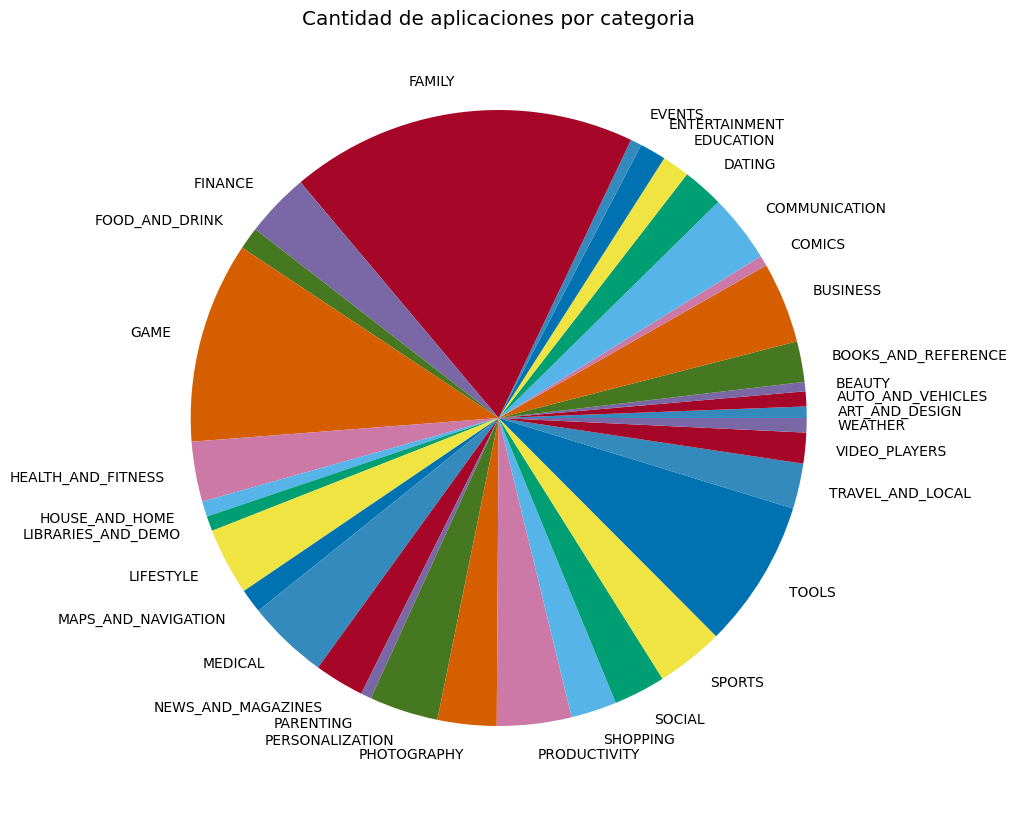 Cantidad de aplicaciones por categoria
FAMILY
EVENTS
ENTERTAINMENT
EDUCATION
DATING
FINANCE
COMMUNICATION
FOOD_AND_DRINK
COMICS
BUSINESS
GAME
BOOKS_AND_REFERENCE
BEAUTY
AUTO_AND_VEHICLES
ART_AND_DESIGN
WEATHER
VIDEO_PLAYERS
HEALTH_AND_FITNESS
TRAVEL_AND_LOCAL
HOUSE_AND_HOME
LIBRARIES_AND_DEMO
LIFESTYLE
TOOLS
MAPS_AND_NAVIGATION
MEDICAL
SPORTS
NEWS_AND_MAGAZINES
SOCIAL
PARENTING
PERSONALIZATION
SHOPPING
PHOTOGRAPHY
PRODUCTIVITY